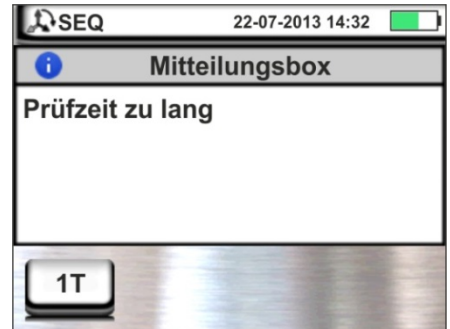 SEQ 22-07-2013 14:32
Mitteilungsbox
Prüfzeit zu lang
1T